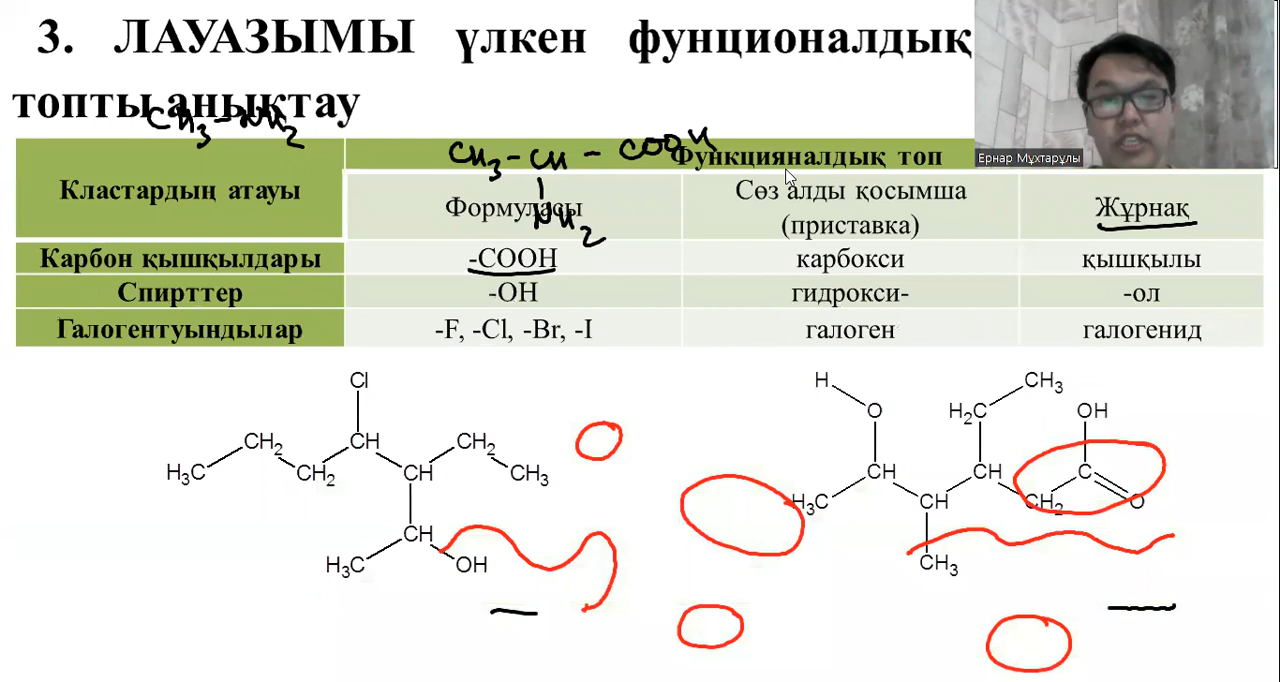 3. ЛАУАЗЫМЫ үлкен фунционалдық
топты анықтау
CH3-NH2
CH3-CH-COOH
NH2
Кластардың атауы
Функцияналдық топ
Формуласы
Сөз алды қосымша
(приставка)
Жұрнақ
Карбон қышқылдары -COOH карбокси қышқылы
Спирттер -OH гидрокси- -ол
Галогентуындылар -F, -Cl, -Br, -I галоген галогенид
Ернар Мұхтарұлы
Cl
CH2 CH CH2
H3C CH2 CH CH3
CH
H3C OH
H CH3
O H2C OH
CH CH C
H3C CH CH2 O
CH3